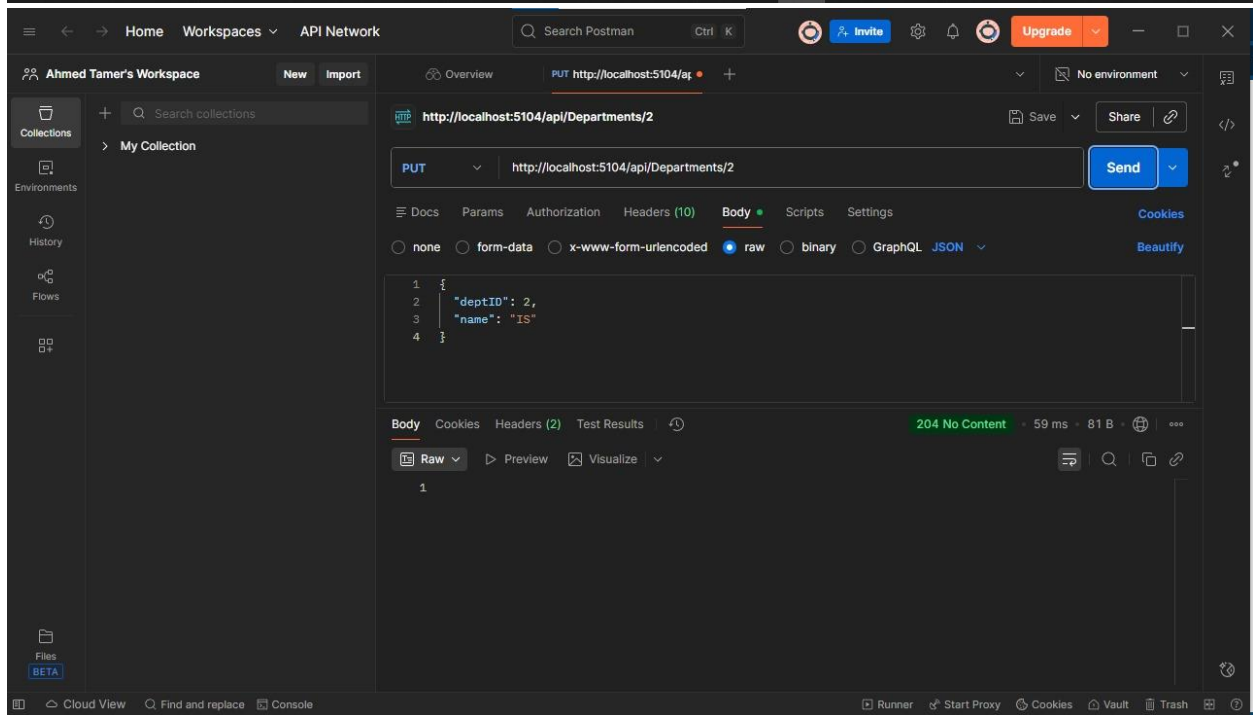 Home Workspaces API Network Search Postman Ctrl K Invite Upgrade
Ahmed Tamer's Workspace New Import Overview PUT http://localhost:5104/ap No environment
Collections
Search collections
My Collection
Environments
History
Flows
Files
BETA
HTTP http://localhost:5104/api/Departments/2 Save Share
PUT http://localhost:5104/api/Departments/2 Send
Docs Params Authorization Headers (10) Body Scripts Settings Cookies
none form-data x-www-form-urlencoded raw binary GraphQL JSON Beautify
1 {
2 "deptID": 2,
3 "name": "IS"
4 }
Body Cookies Headers (2) Test Results 204 No Content 59 ms 81 B
Raw Preview Visualize
1
Cloud View Find and replace Console Runner Start Proxy Cookies Vault Trash